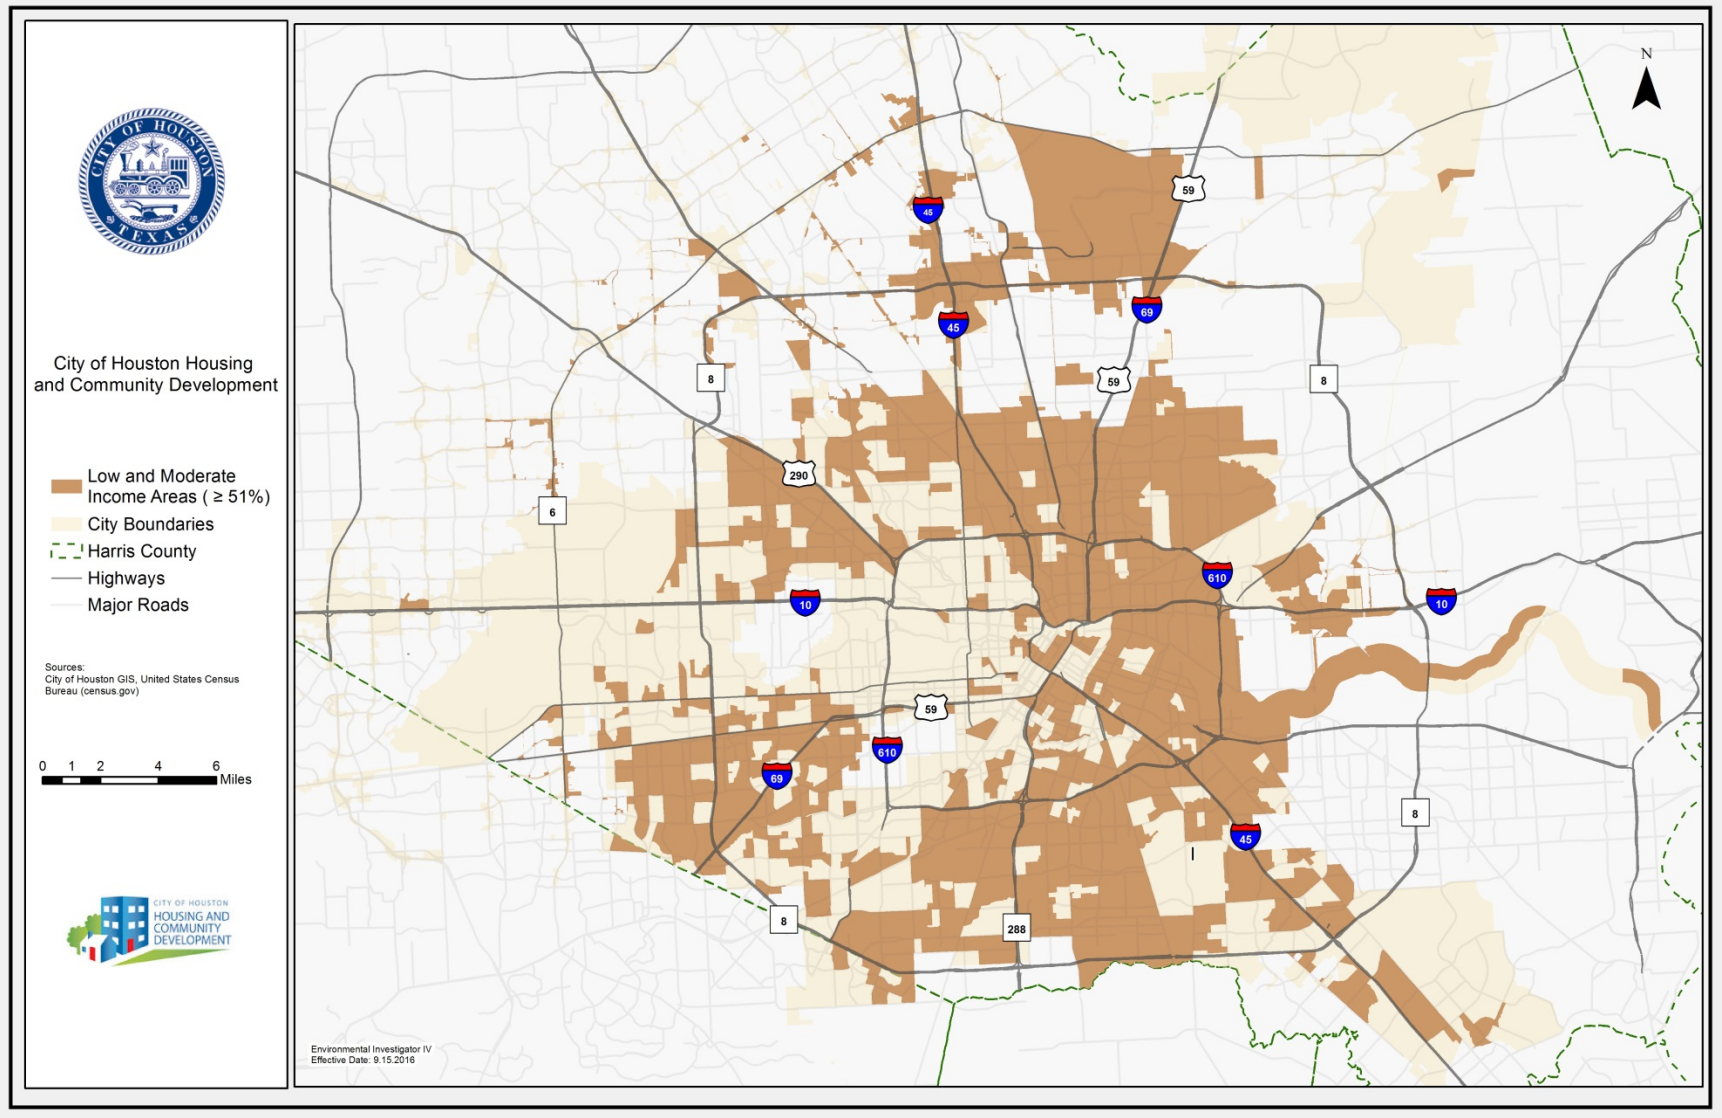 CITY OF HOUSTON
TEXAS
City of Houston Housing
and Community Development
Low and Moderate
Income Areas ( ≥ 51%)
City Boundaries
Harris County
Highways
Major Roads
Sources:
City of Houston GIS, United States Census
Bureau (census.gov)
0 1 2 4 6 Miles
CITY OF HOUSTON
HOUSING AND
COMMUNITY
DEVELOPMENT
N
59
45
69
45
8
59
8
290
6
610
10
10
59
610
69
8
45
8
288
Environmental Investigator IV
Effective Date: 9.15.2016